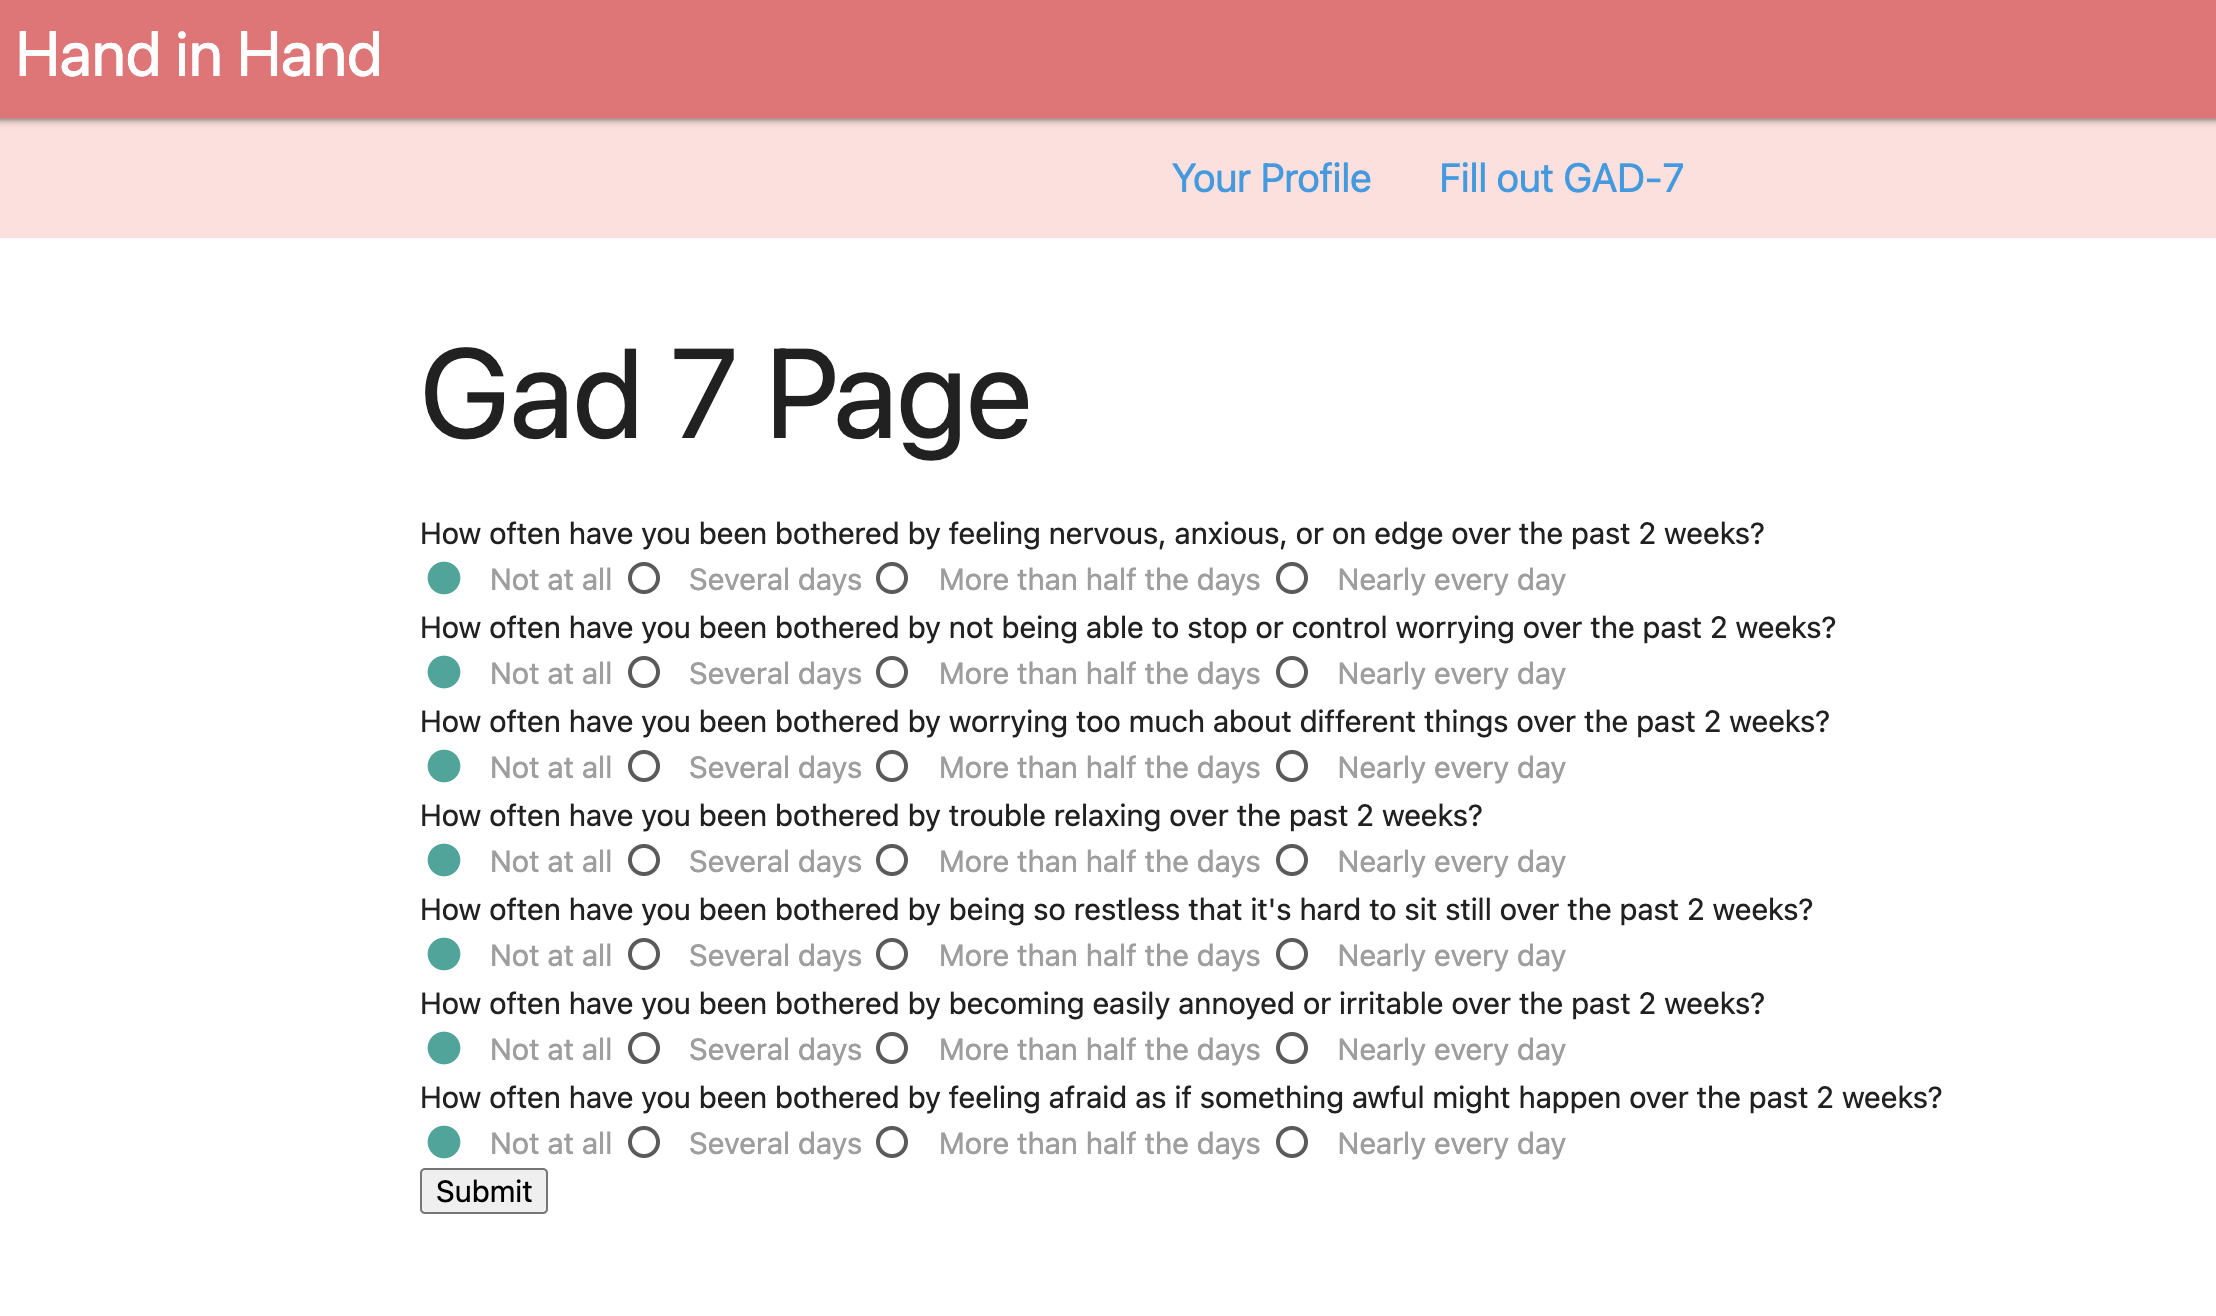 Hand in Hand
Your Profile Fill out GAD-7
Gad 7 Page
How often have you been bothered by feeling nervous, anxious, or on edge over the past 2 weeks?
Not at all Several days More than half the days Nearly every day
How often have you been bothered by not being able to stop or control worrying over the past 2 weeks?
Not at all Several days More than half the days Nearly every day
How often have you been bothered by worrying too much about different things over the past 2 weeks?
Not at all Several days More than half the days Nearly every day
How often have you been bothered by trouble relaxing over the past 2 weeks?
Not at all Several days More than half the days Nearly every day
How often have you been bothered by being so restless that it's hard to sit still over the past 2 weeks?
Not at all Several days More than half the days Nearly every day
How often have you been bothered by becoming easily annoyed or irritable over the past 2 weeks?
Not at all Several days More than half the days Nearly every day
How often have you been bothered by feeling afraid as if something awful might happen over the past 2 weeks?
Not at all Several days More than half the days Nearly every day
Submit